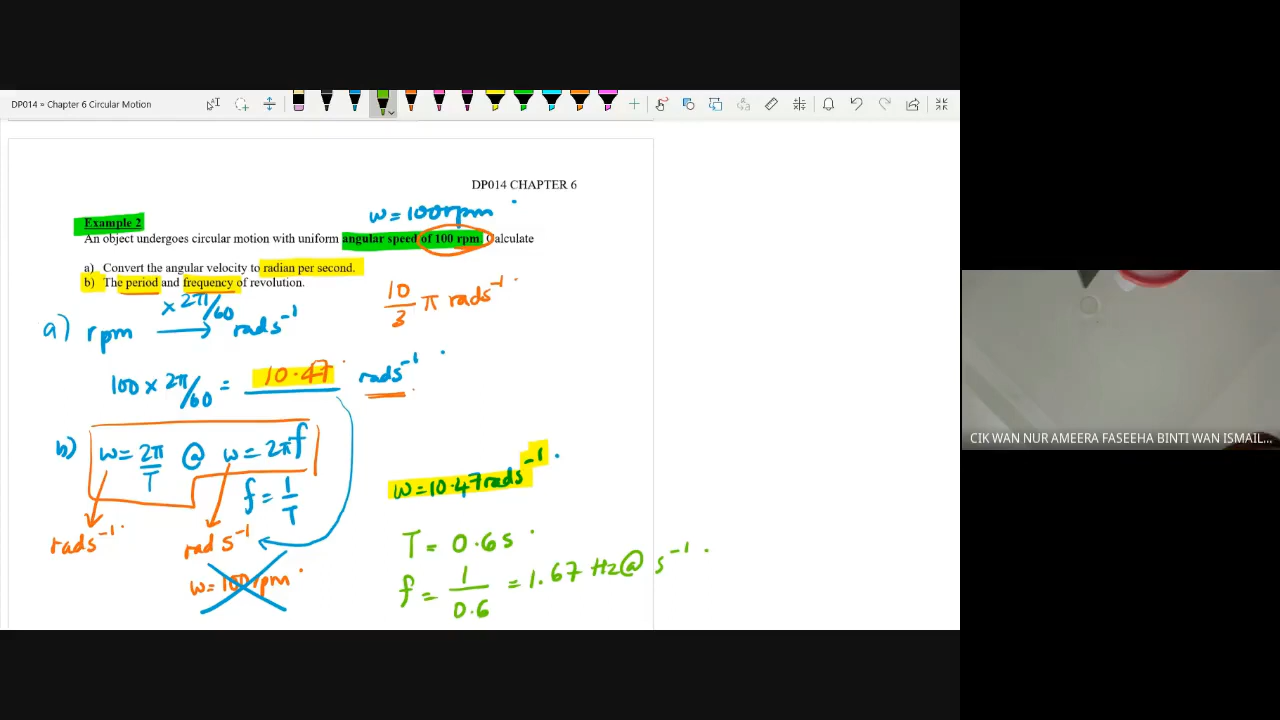 DP014 » Chapter 6 Circular Motion
DP014 CHAPTER 6
ω = 100rpm
Example 2
An object undergoes circular motion with uniform angular speed of 100 rpm. Calculate
a) Convert the angular velocity to radian per second.
b) The period and frequency of revolution.
10/3 π rads⁻¹
× 2π/60
a) rpm → rads⁻¹
100 × 2π/60 = 10.47 rads⁻¹
b) ω = 2π/T @ ω = 2πf
f = 1/T
ω = 10.47rads⁻¹
rads⁻¹ rads⁻¹
ω = 100rpm
T = 0.6s
f = 1/0.6 = 1.67 Hz @ s⁻¹
CIK WAN NUR AMEERA FASEEHA BINTI WAN ISMAIL...